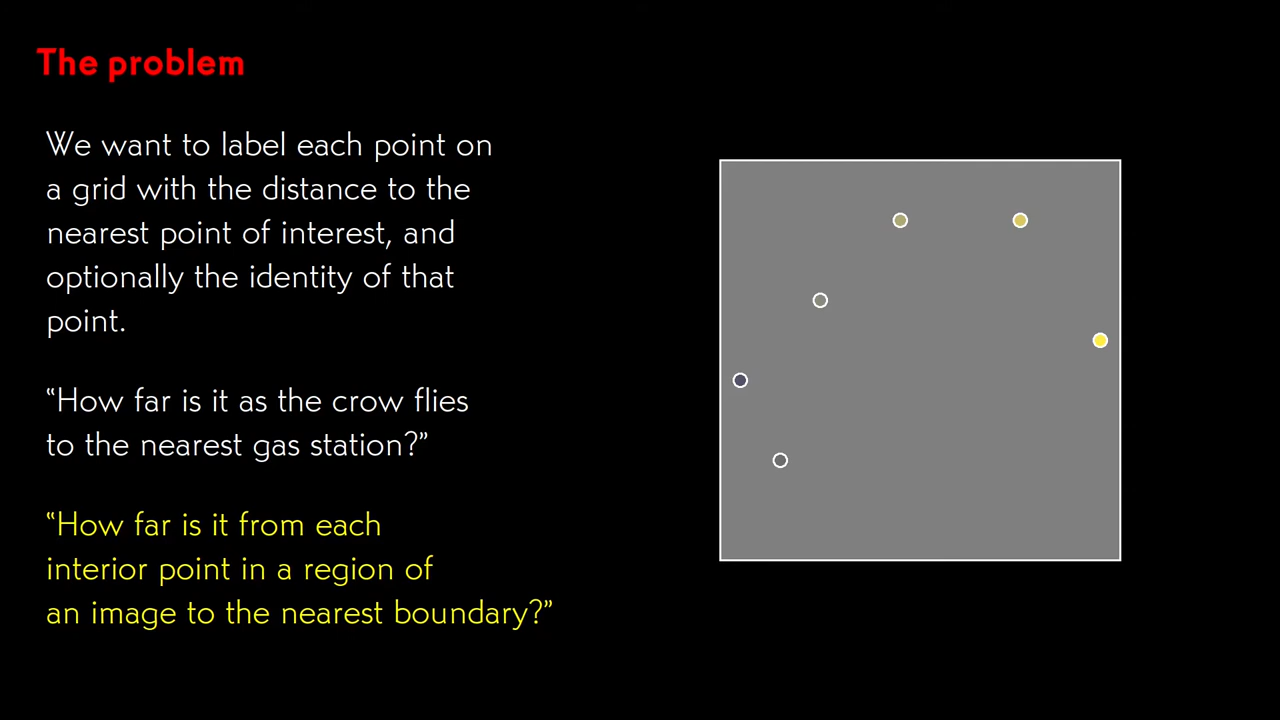 The problem
We want to label each point on
a grid with the distance to the
nearest point of interest, and
optionally the identity of that
point.
“How far is it as the crow flies
to the nearest gas station?”
“How far is it from each
interior point in a region of
an image to the nearest boundary?”